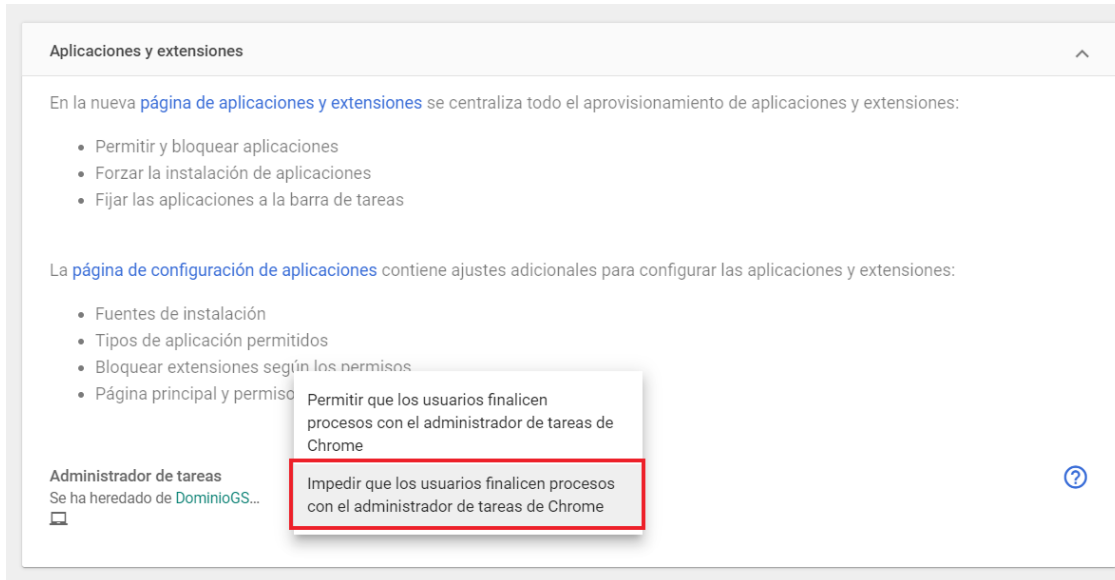 Aplicaciones y extensiones
En la nueva página de aplicaciones y extensiones se centraliza todo el aprovisionamiento de aplicaciones y extensiones:
Permitir y bloquear aplicaciones
Forzar la instalación de aplicaciones
Fijar las aplicaciones a la barra de tareas
La página de configuración de aplicaciones contiene ajustes adicionales para configurar las aplicaciones y extensiones:
Fuentes de instalación
Tipos de aplicación permitidos
Bloquear extensiones según los permisos
Página principal y permiso
Permitir que los usuarios finalicen
procesos con el administrador de tareas de
Chrome
Administrador de tareas
Se ha heredado de DominioGS...
Impedir que los usuarios finalicen procesos
con el administrador de tareas de Chrome